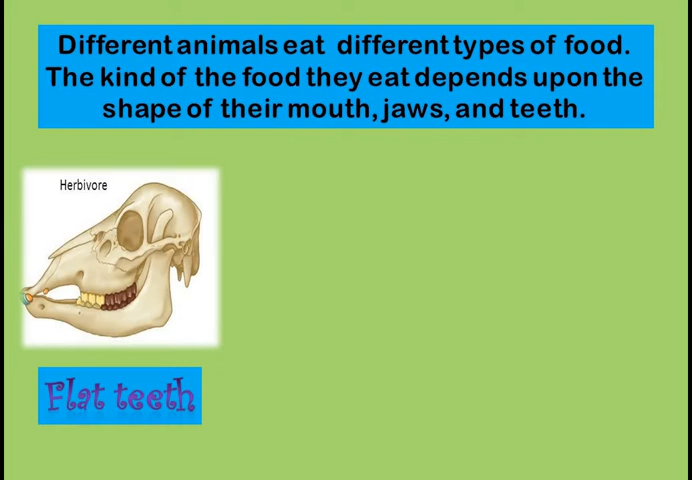 Different animals eat different types of food.
The kind of the food they eat depends upon the
shape of their mouth, jaws, and teeth.
Herbivore
Flat teeth